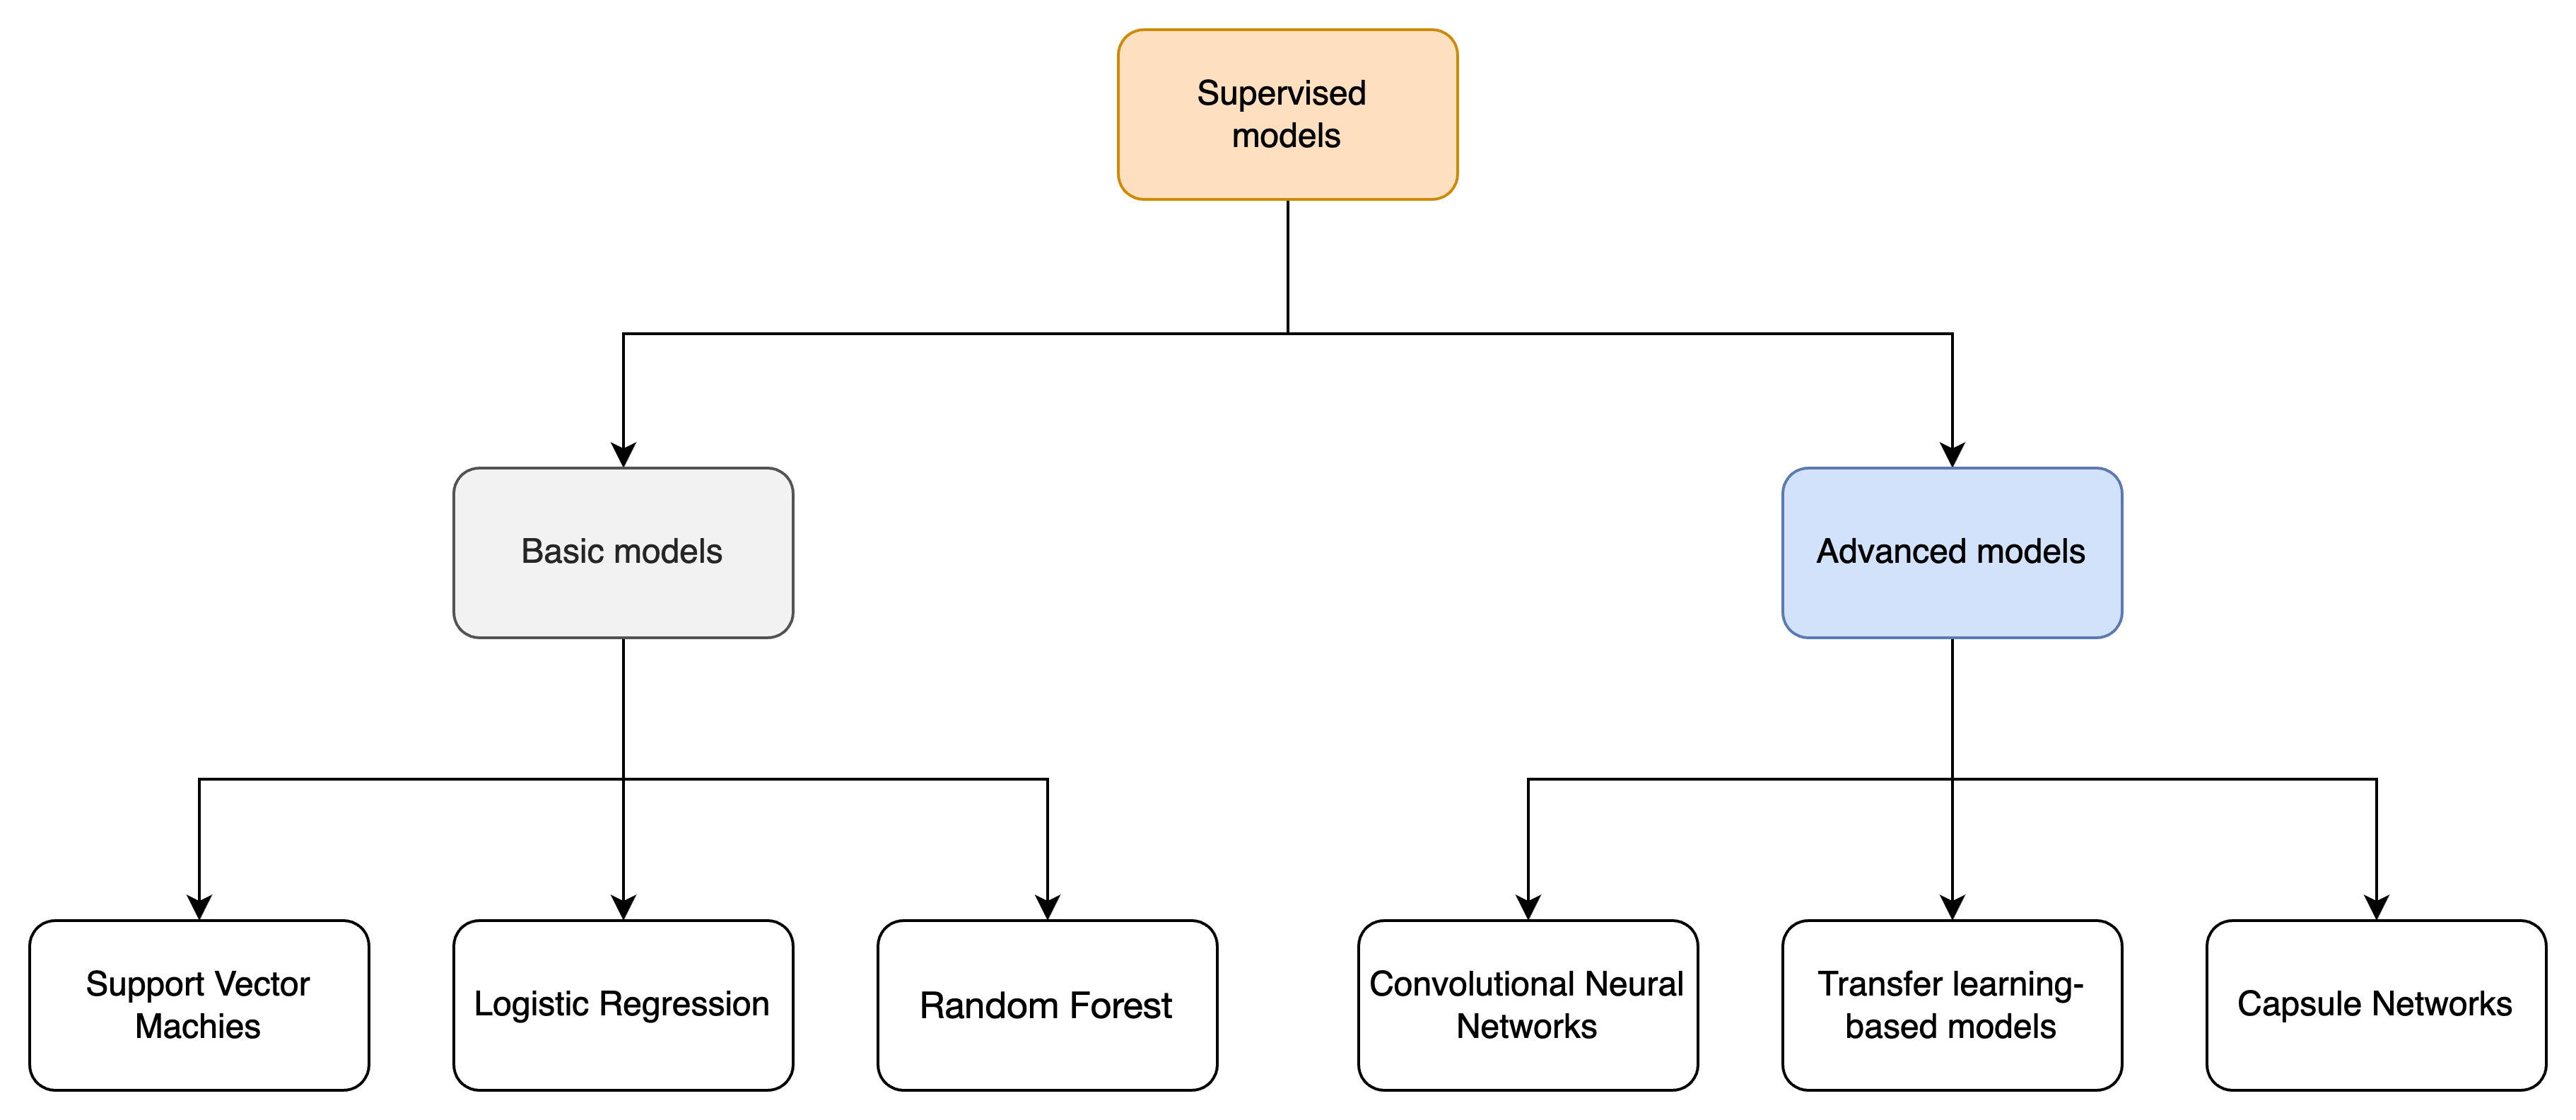 Supervised
models
Basic models
Advanced models
Support Vector
Machies
Logistic Regression
Random Forest
Convolutional Neural
Networks
Transfer learning-
based models
Capsule Networks